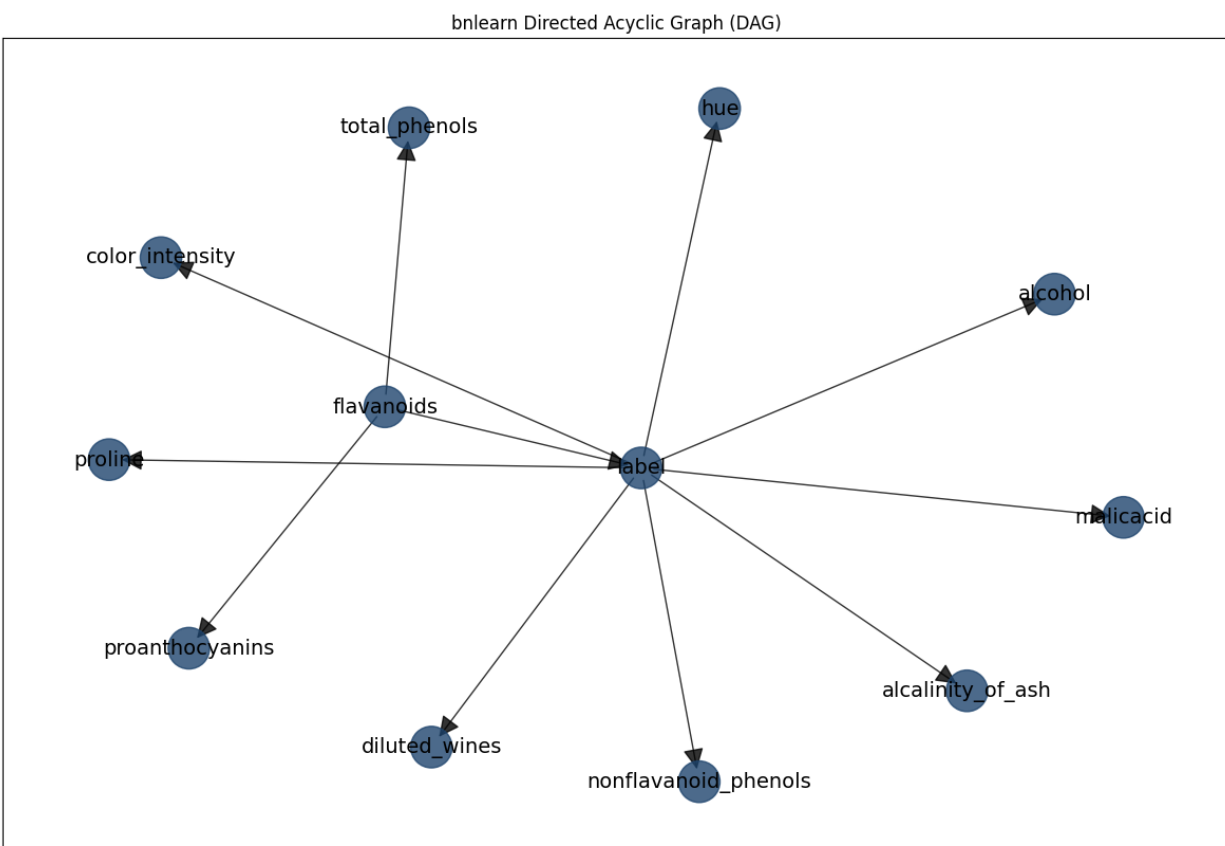 bnlearn Directed Acyclic Graph (DAG)
hue
total_phenols
color_intensity
alcohol
flavanoids
proline
label
malicacid
proanthocyanins
alcalinity_of_ash
diluted_wines
nonflavanoid_phenols